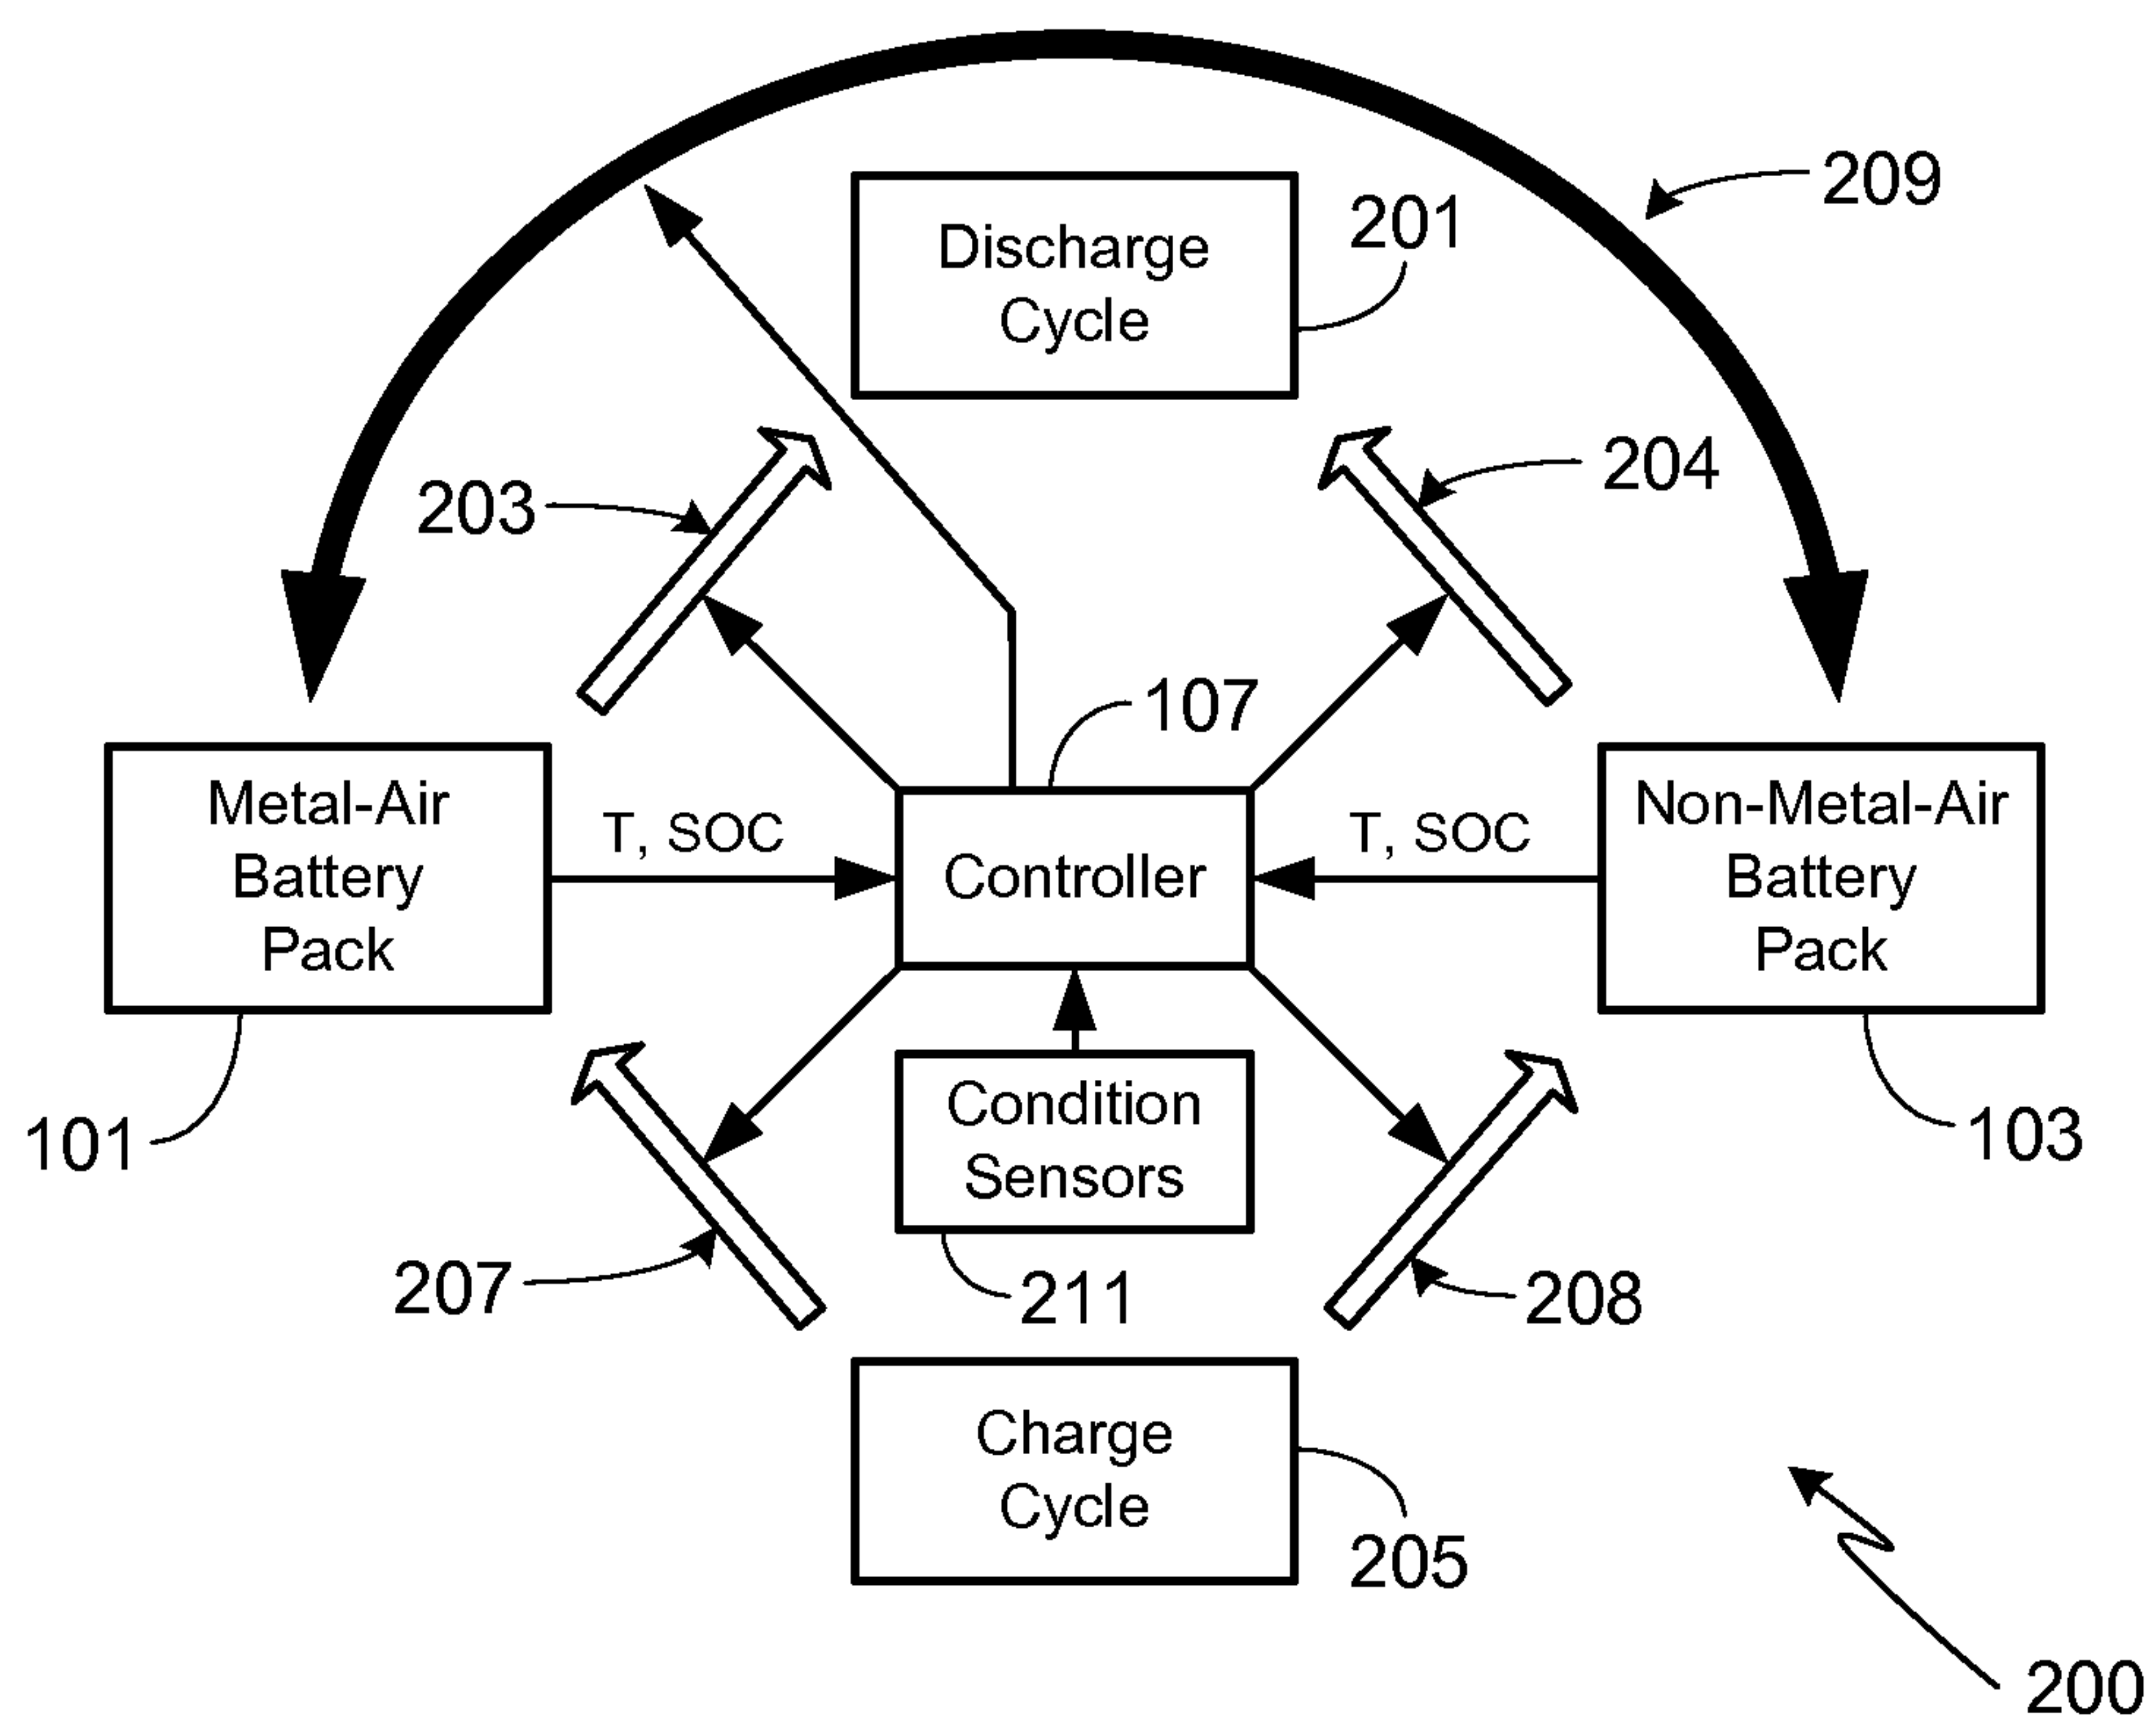 209
Discharge
Cycle
201
203
204
107
Metal-Air
Battery
Pack
T, SOC
Controller
T, SOC
Non-Metal-Air
Battery
Pack
101
Condition
Sensors
103
207
211
208
Charge
Cycle
205
200